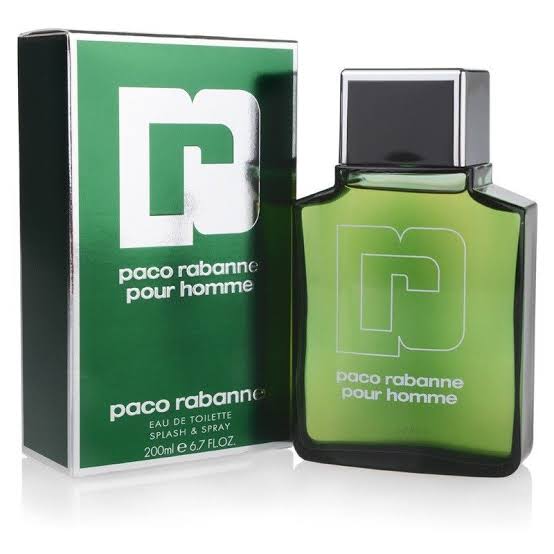 paco rabanne
pour homme
paco rabanne
EAU DE TOILETTE
SPLASH & SPRAY
200ml e 6.7 FL.OZ.
paco rabanne
pour homme